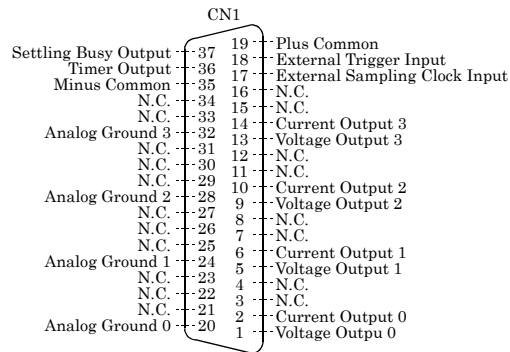 CN1
Settling Busy Output 37
Timer Output 36
Minus Common 35
N.C. 34
N.C. 33
Analog Ground 3 32
N.C. 31
N.C. 30
N.C. 29
Analog Ground 2 28
N.C. 27
N.C. 26
N.C. 25
Analog Ground 1 24
N.C. 23
N.C. 22
N.C. 21
Analog Ground 0 20
19 Plus Common
18 External Trigger Input
17 External Sampling Clock Input
16 N.C.
15 N.C.
14 Current Output 3
13 Voltage Output 3
12 N.C.
11 N.C.
10 Current Output 2
9 Voltage Output 2
8 N.C.
7 N.C.
6 Current Output 1
5 Voltage Output 1
4 N.C.
3 N.C.
2 Current Output 0
1 Voltage Outpu 0